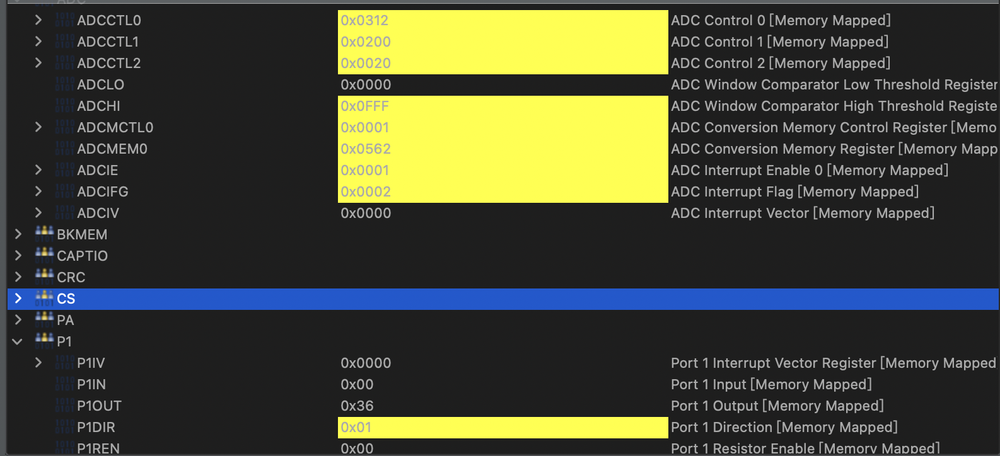 ADC
ADCCTL0 0x0312 ADC Control 0 [Memory Mapped]
ADCCTL1 0x0200 ADC Control 1 [Memory Mapped]
ADCCTL2 0x0020 ADC Control 2 [Memory Mapped]
ADCLO 0x0000 ADC Window Comparator Low Threshold Register
ADCHI 0x0FFF ADC Window Comparator High Threshold Registe
ADCMCTL0 0x0001 ADC Conversion Memory Control Register [Memo
ADCMEM0 0x0562 ADC Conversion Memory Register [Memory Mapp
ADCIE 0x0001 ADC Interrupt Enable 0 [Memory Mapped]
ADCIFG 0x0002 ADC Interrupt Flag [Memory Mapped]
ADCIV 0x0000 ADC Interrupt Vector [Memory Mapped]
BKMEM
CAPTIO
CRC
CS
PA
P1
P1IV 0x0000 Port 1 Interrupt Vector Register [Memory Mapped
P1IN 0x00 Port 1 Input [Memory Mapped]
P1OUT 0x36 Port 1 Output [Memory Mapped]
P1DIR 0x01 Port 1 Direction [Memory Mapped]
P1REN 0x00 Port 1 Resistor Enable [Memory Mapped]